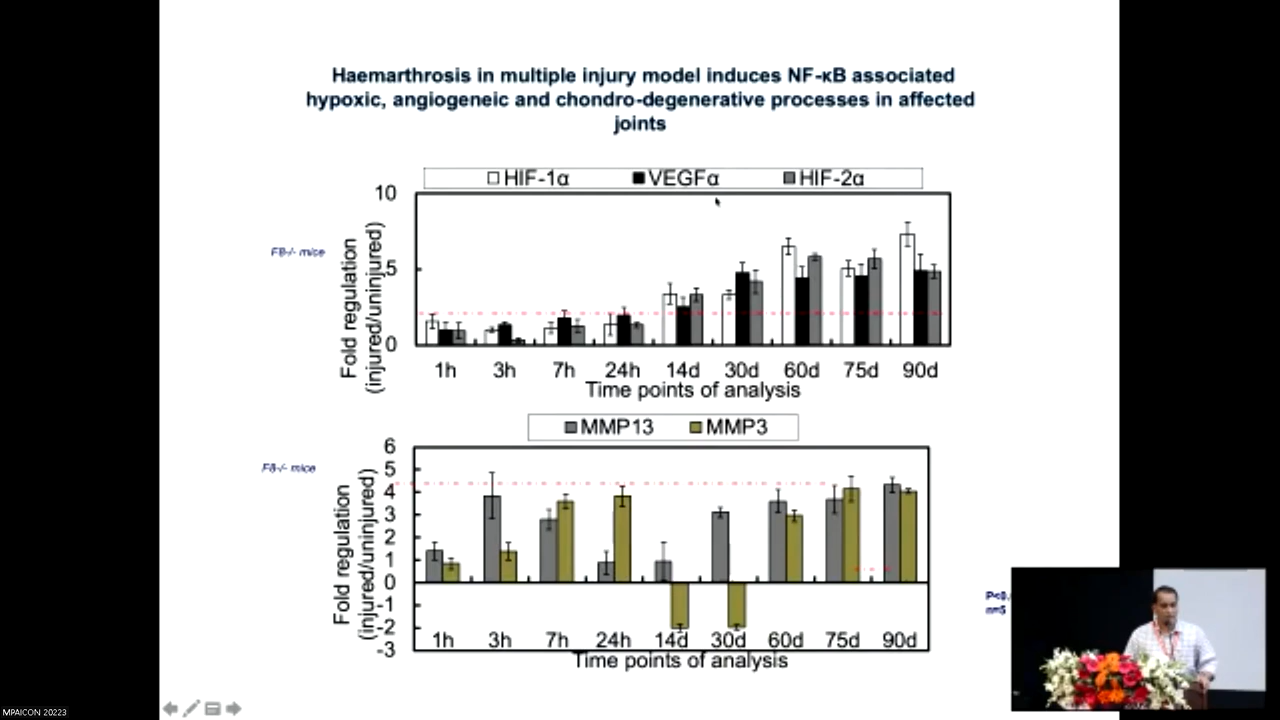 Haemarthrosis in multiple injury model induces NF-κB associated
hypoxic, angiogeneic and chondro-degenerative processes in affected
joints
HIF-1α VEGFα HIF-2α
F8-/- mice
Fold regulation
(injured/uninjured)
10
5
0
1h 3h 7h 24h 14d 30d 60d 75d 90d
Time points of analysis
MMP13 MMP3
F8-/- mice
Fold regulation
(injured/uninjured)
6
5
4
3
2
1
0
-1
-2
-3
1h 3h 7h 24h 14d 30d 60d 75d 90d
Time points of analysis
n=5
MPAICON 20223